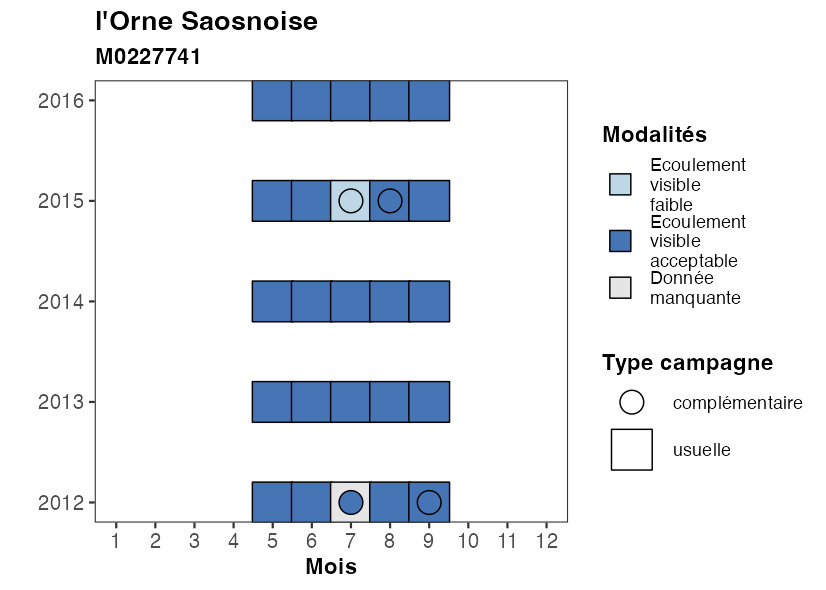 l'Orne Saosnoise
M0227741
2016
2015
2014
2013
2012
1 2 3 4 5 6 7 8 9 10 11 12
Mois
Modalités
Ecoulement
visible
faible
Ecoulement
visible
acceptable
Donnée
manquante
Type campagne
complémentaire
usuelle